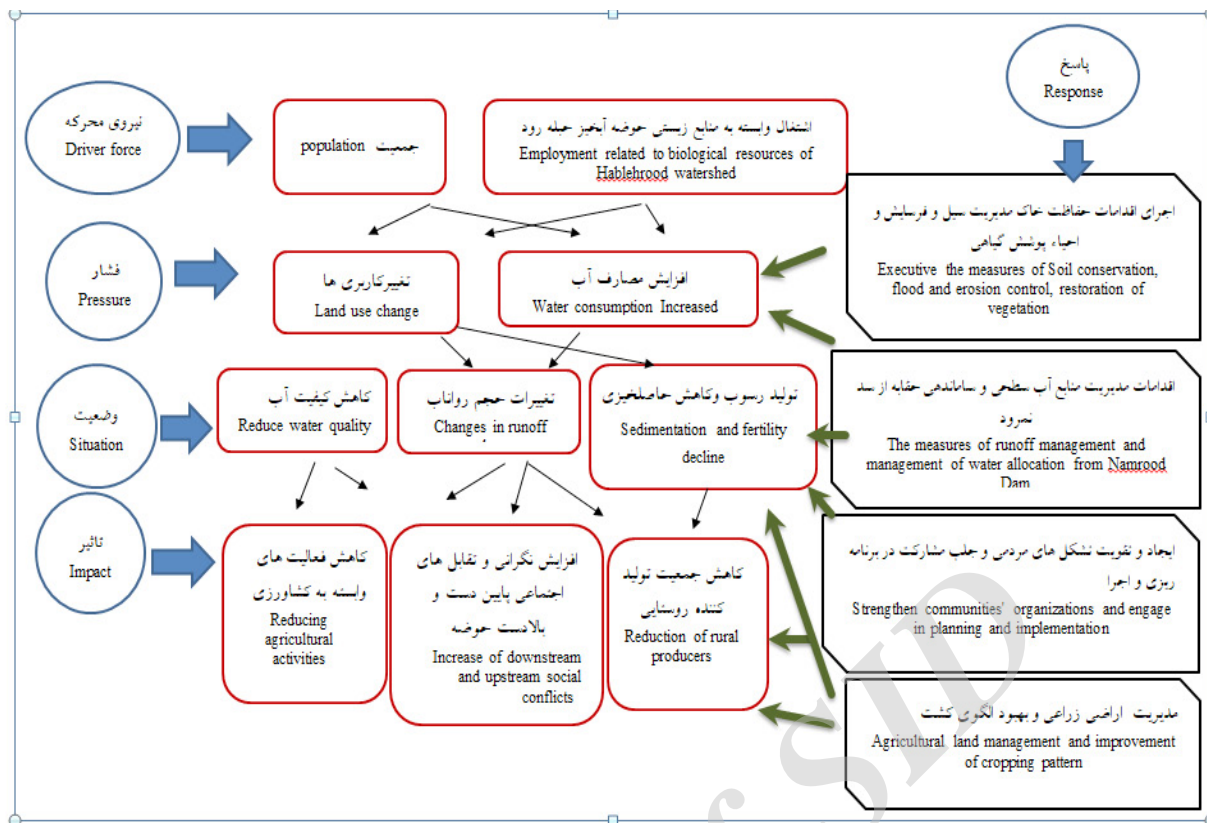 پاسخ
Response
نیروی محرکه
Driver force
جمعیت population
اشتغال وابسته به منابع زیستی حوضه آبخیز حبله رود
Employment related to biological resources of
Hablehrood watershed
اجرای اقدامات حفاظت خاک مدیریت سیل و فرسایش و
احیاء پوشش گیاهی
Executive the measures of Soil conservation,
flood and erosion control, restoration of
vegetation
فشار
Pressure
تغییرکاربری ها
Land use change
افزایش مصارف آب
Water consumption Increased
وضعیت
Situation
کاهش کیفیت آب
Reduce water quality
تغییرات حجم رواناب
Changes in runoff
تولید رسوب وکاهش حاصلخیزی
Sedimentation and fertility
decline
اقدامات مدیریت منابع آب سطحی و ساماندهی حقابه از سد
نمرود
The measures of runoff management and
management of water allocation from Namrood
Dam
تاثیر
Impact
کاهش فعالیت های
وابسته به کشاورزی
Reducing
agricultural
activities
افزایش نگرانی و تقابل های
اجتماعی پایین دست و
بالادست حوضه
Increase of downstream
and upstream social
conflicts
کاهش جمعیت تولید
کننده روستایی
Reduction of rural
producers
ایجاد و تقویت تشکل های مردمی و جلب مشارکت در برنامه
ریزی و اجرا
Strengthen communities' organizations and engage
in planning and implementation
مدیریت اراضی زراعی و بهبود الگوی کشت
Agricultural land management and improvement
of cropping pattern
of SID